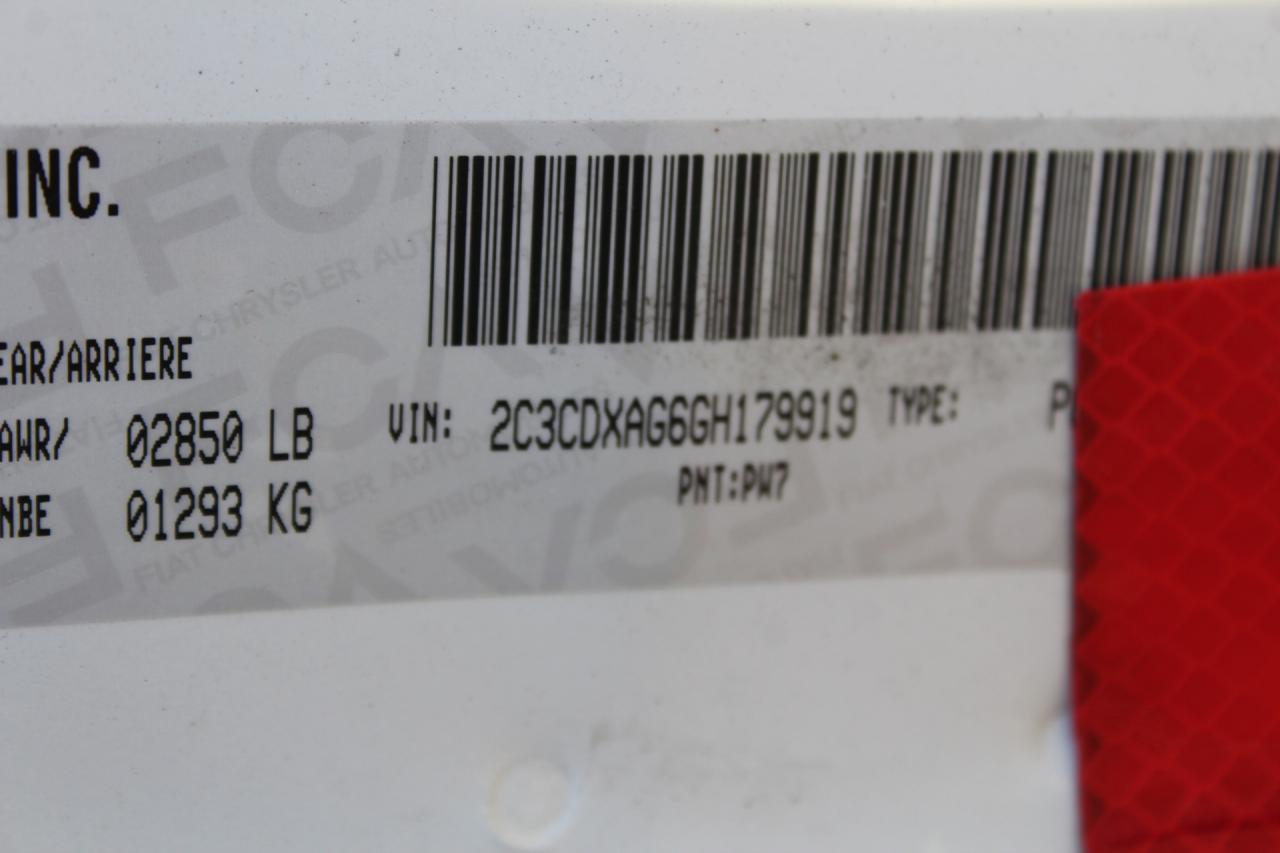 INC.
EAR/ARRIERE
AWR/ 02850 LB
NBE 01293 KG
VIN: 2C3CDXAG6GH179919 TYPE: P
PNT:PW7